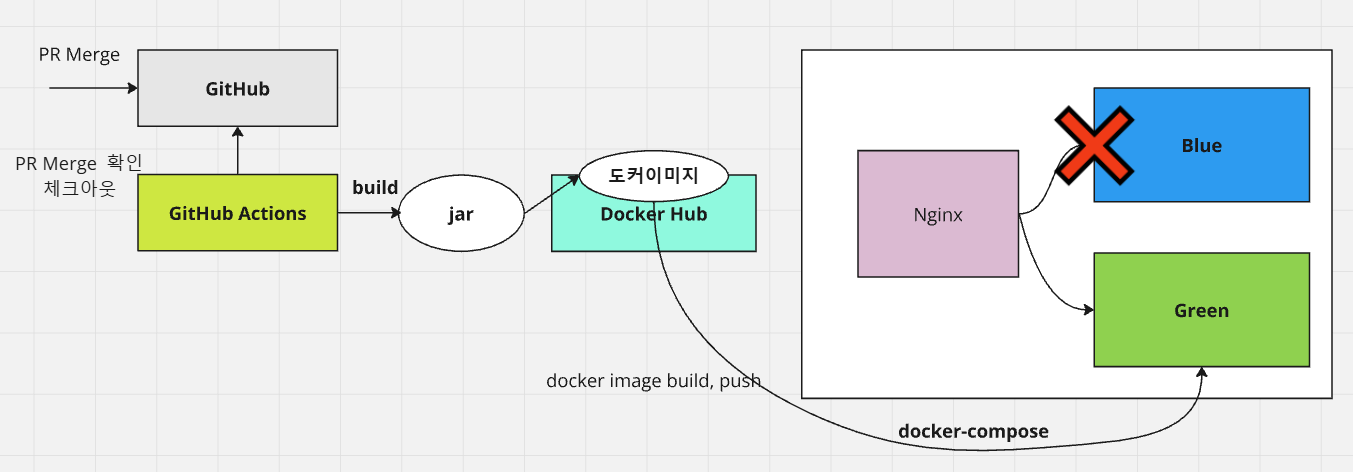 PR Merge
GitHub
PR Merge 확인
체크아웃
GitHub Actions
build
jar
도커이미지
Docker Hub
docker image build, push
docker-compose
Nginx
Blue
Green